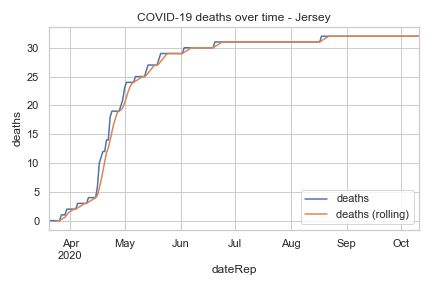 COVID-19 deaths over time - Jersey
deaths
30
25
20
15
10
5
0
Apr
2020
May
Jun
Jul
Aug
Sep
Oct
dateRep
deaths
deaths (rolling)